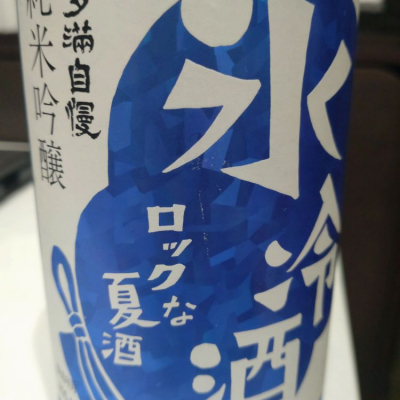 氷冷酒
ロックな
夏酒
多満自慢
純米吟醸